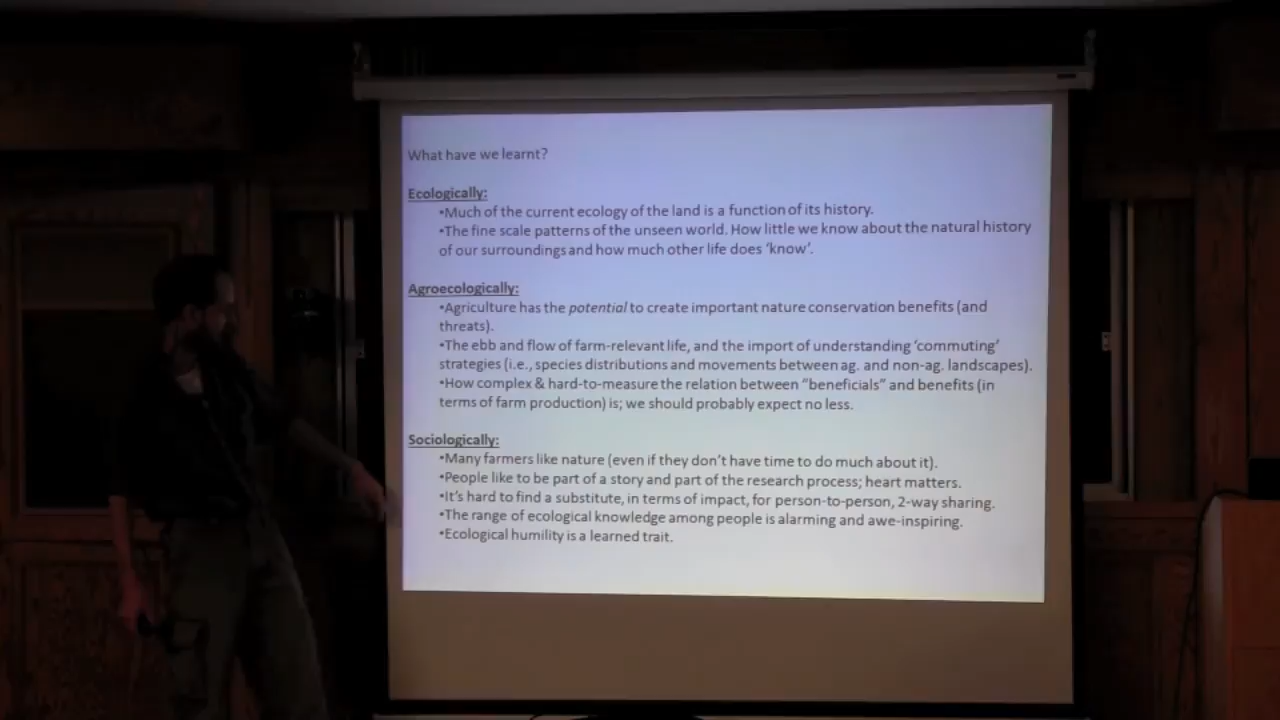 What have we learnt?
Ecologically:
•Much of the current ecology of the land is a function of its history.
•The fine scale patterns of the unseen world. How little we know about the natural history
of our surroundings and how much other life does ‘know’.
Agroecologically:
•Agriculture has the potential to create important nature conservation benefits (and
threats).
•The ebb and flow of farm-relevant life, and the import of understanding ‘commuting’
strategies (i.e., species distributions and movements between ag. and non-ag. landscapes).
•How complex & hard-to-measure the relation between “beneficials” and benefits (in
terms of farm production) is; we should probably expect no less.
Sociologically:
•Many farmers like nature (even if they don’t have time to do much about it).
•People like to be part of a story and part of the research process; heart matters.
•It’s hard to find a substitute, in terms of impact, for person-to-person, 2-way sharing.
•The range of ecological knowledge among people is alarming and awe-inspiring.
•Ecological humility is a learned trait.